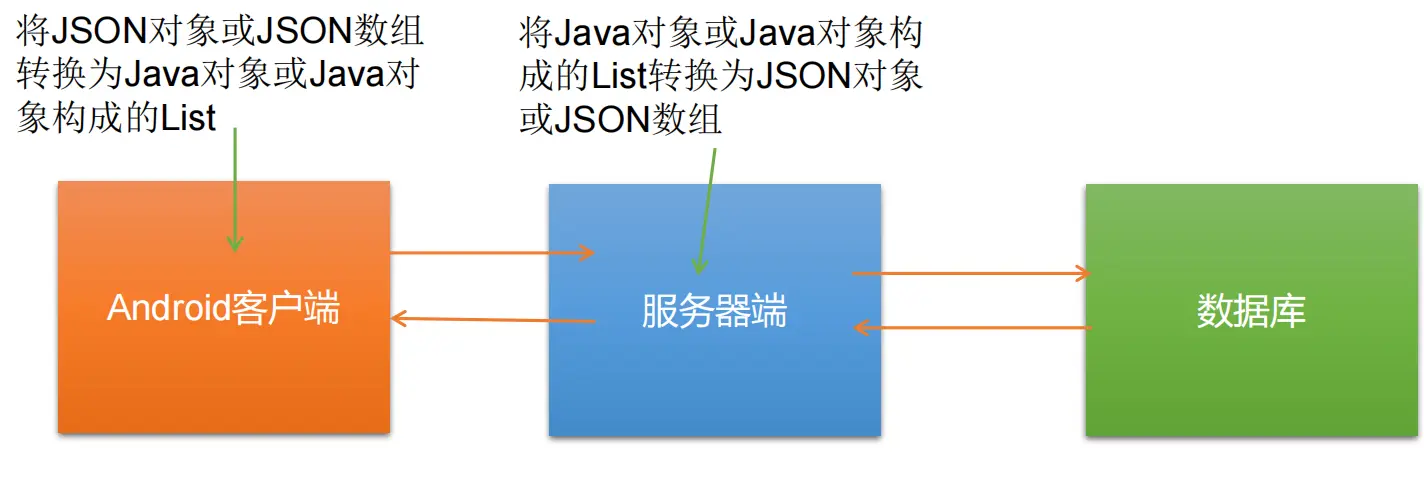 将JSON对象或JSON数组
转换为Java对象或Java对
象构成的List
将Java对象或Java对象构
成的List转换为JSON对象
或JSON数组
Android客户端
服务器端
数据库